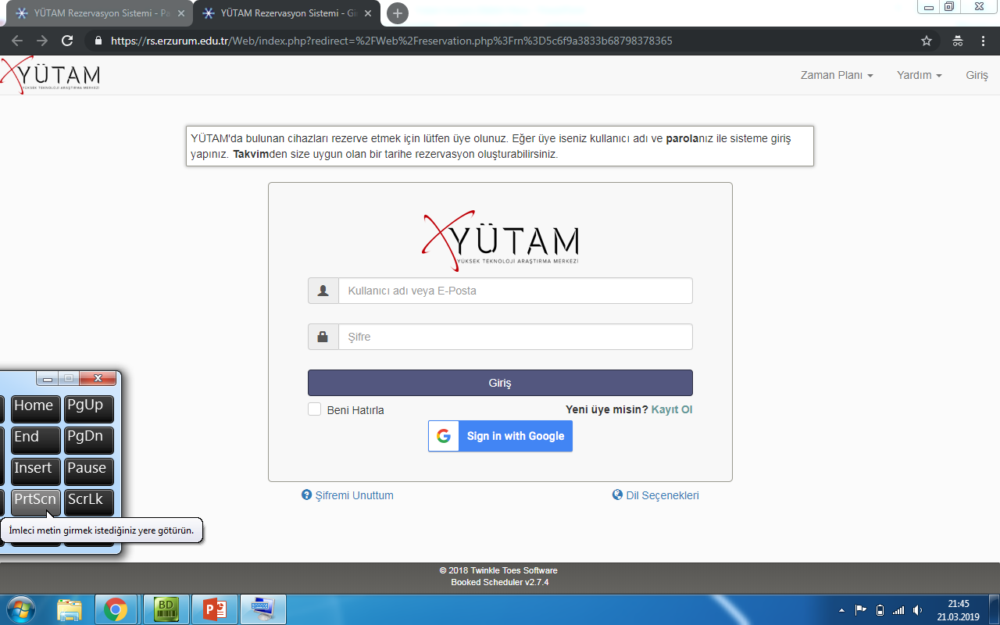 YÜTAM Rezervasyon Sistemi - Pa
YÜTAM Rezervasyon Sistemi - Gi
https://rs.erzurum.edu.tr/Web/index.php?redirect=%2FWeb%2Freservation.php%3Frn%3D5c6f9a3833b68798378365
YÜTAM
YÜKSEK TEKNOLOJİ ARAŞTIRMA MERKEZİ
Zaman Planı
Yardım
Giriş
YÜTAM'da bulunan cihazları rezerve etmek için lütfen üye olunuz. Eğer üye iseniz kullanıcı adı ve parolanız ile sisteme giriş
yapınız. Takvimden size uygun olan bir tarihe rezervasyon oluşturabilirsiniz.
YÜTAM
YÜKSEK TEKNOLOJİ ARAŞTIRMA MERKEZİ
Kullanıcı adı veya E-Posta
Şifre
Giriş
Beni Hatırla
Yeni üye misin? Kayıt Ol
Sign in with Google
Şifremi Unuttum
Dil Seçenekleri
Home PgUp
End PgDn
Insert Pause
PrtScn ScrLk
İmleci metin girmek istediğiniz yere götürün.
© 2018 Twinkle Toes Software
Booked Scheduler v2.7.4
BD
P
21:45
21.03.2019